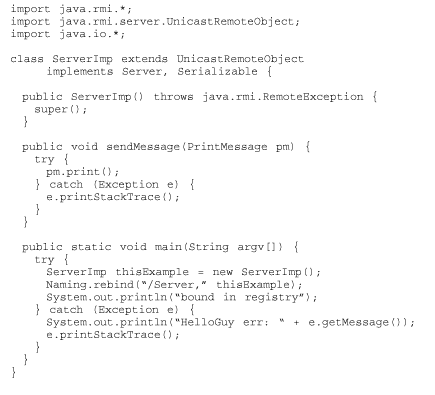 import java.rmi.*;
import java.rmi.server.UnicastRemoteObject;
import java.io.*;

class ServerImp extends UnicastRemoteObject
      implements Server, Serializable {

  public ServerImp() throws java.rmi.RemoteException {
    super();
  }

  public void sendMessage(PrintMessage pm) {
    try {
      pm.print();
    } catch (Exception e) {
      e.printStackTrace();
    }
  }

  public static void main(String argv[]) {
    try {
      ServerImp thisExample = new ServerImp();
      Naming.rebind(“/Server,” thisExample);
      System.out.println(“bound in registry”);
    } catch (Exception e) {
      System.out.println(“HelloGuy err: “ + e.getMessage());
      e.printStackTrace();
    }
  }
}